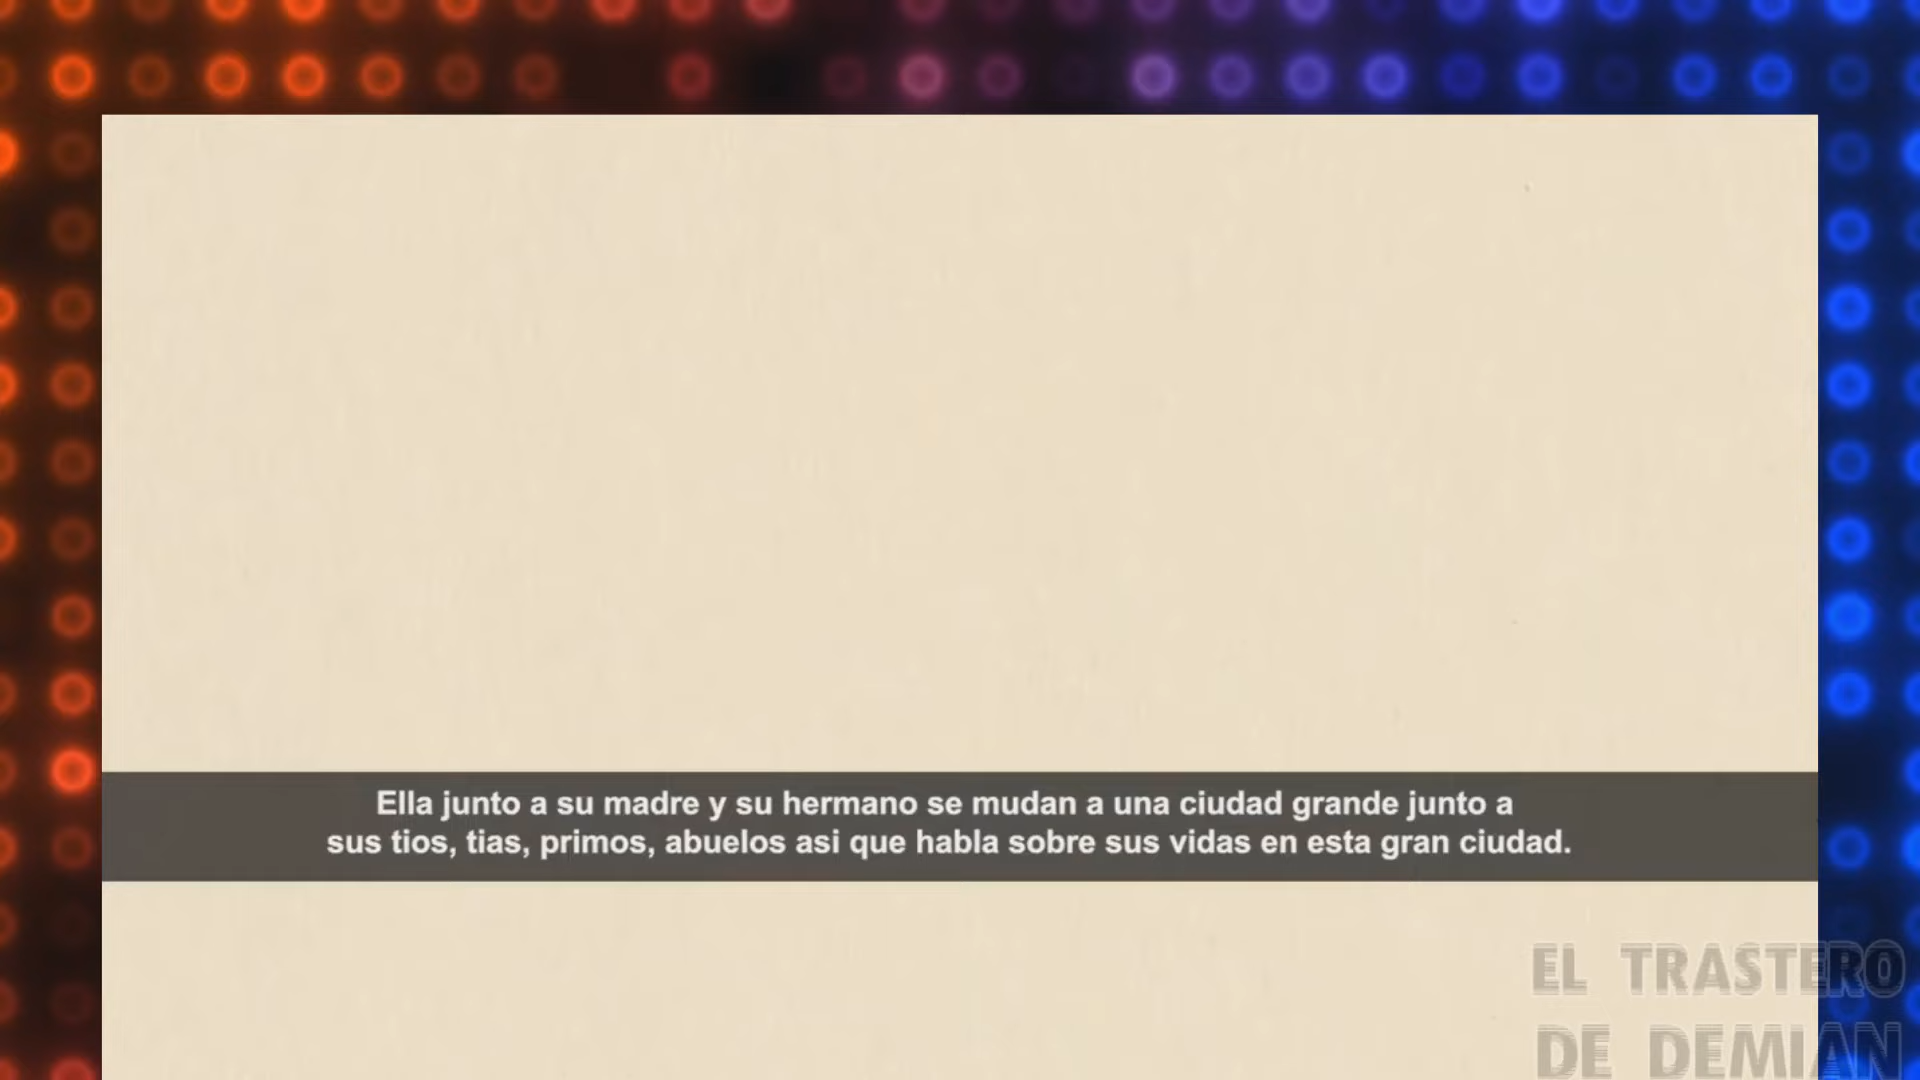 Ella junto a su madre y su hermano se mudan a una ciudad grande junto a
sus tios, tias, primos, abuelos asi que habla sobre sus vidas en esta gran ciudad.
EL TRASTERO
DE DEMIAN